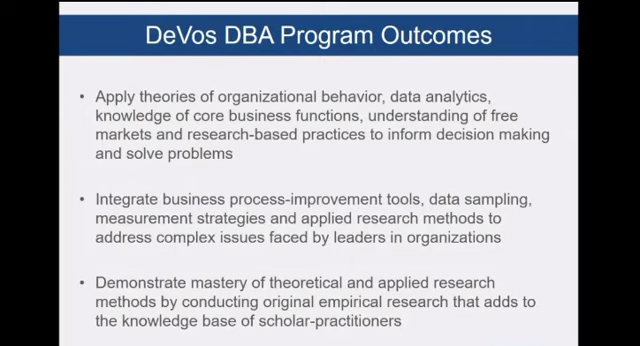 DeVos DBA Program Outcomes
• Apply theories of organizational behavior, data analytics,
knowledge of core business functions, understanding of free
markets and research-based practices to inform decision making
and solve problems
• Integrate business process-improvement tools, data sampling,
measurement strategies and applied research methods to
address complex issues faced by leaders in organizations
• Demonstrate mastery of theoretical and applied research
methods by conducting original empirical research that adds to
the knowledge base of scholar-practitioners